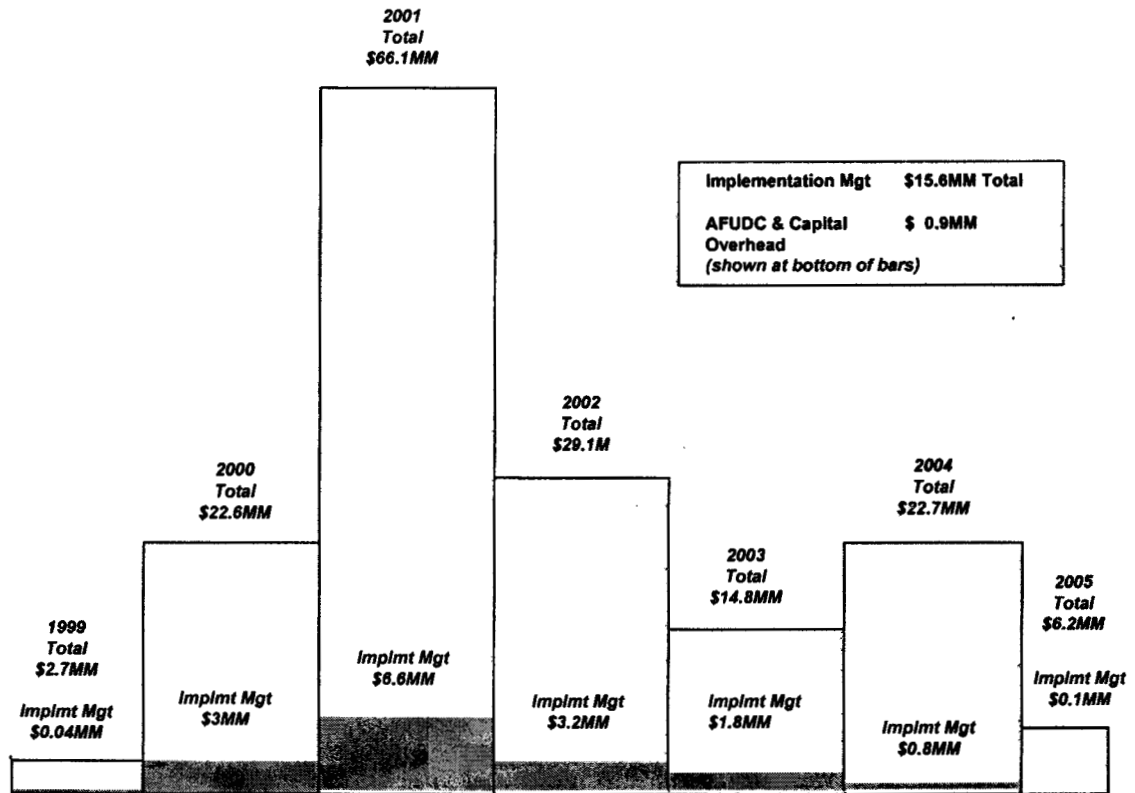 2001
Total
$66.1MM
Implementation Mgt $15.6MM Total
AFUDC & Capital $ 0.9MM
Overhead
(shown at bottom of bars)
2002
Total
$29.1M
2000
Total
$22.6MM
2004
Total
$22.7MM
2003
Total
$14.8MM
2005
Total
$6.2MM
1999
Total
$2.7MM
Implmt Mgt
$0.04MM
Implmt Mgt
$3MM
Implmt Mgt
$6.6MM
Implmt Mgt
$3.2MM
Implmt Mgt
$1.8MM
Implmt Mgt
$0.8MM
Implmt Mgt
$0.1MM